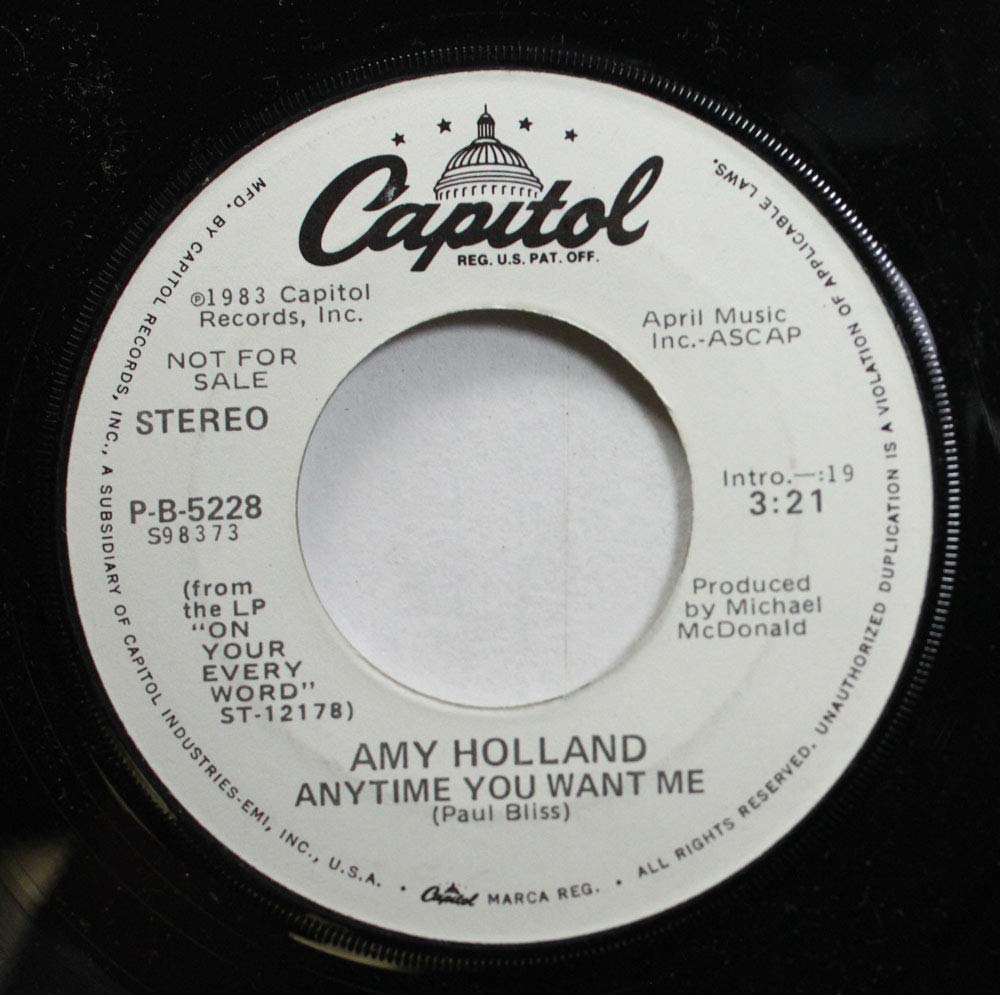 Capitol
REG. U.S. PAT. OFF.
℗1983 Capitol
Records, Inc.
NOT FOR
SALE
STEREO
P-B-5228
S98373
(from
the LP
"ON
YOUR
EVERY
WORD"
ST-12178)
April Music
Inc.-ASCAP
Intro.—:19
3:21
Produced
by Michael
McDonald
AMY HOLLAND
ANYTIME YOU WANT ME
(Paul Bliss)
MFD. BY CAPITOL RECORDS, INC., A SUBSIDIARY OF CAPITOL INDUSTRIES-EMI, INC., U.S.A. • Capitol MARCA REG. • ALL RIGHTS RESERVED. UNAUTHORIZED DUPLICATION IS A VIOLATION OF APPLICABLE LAWS.